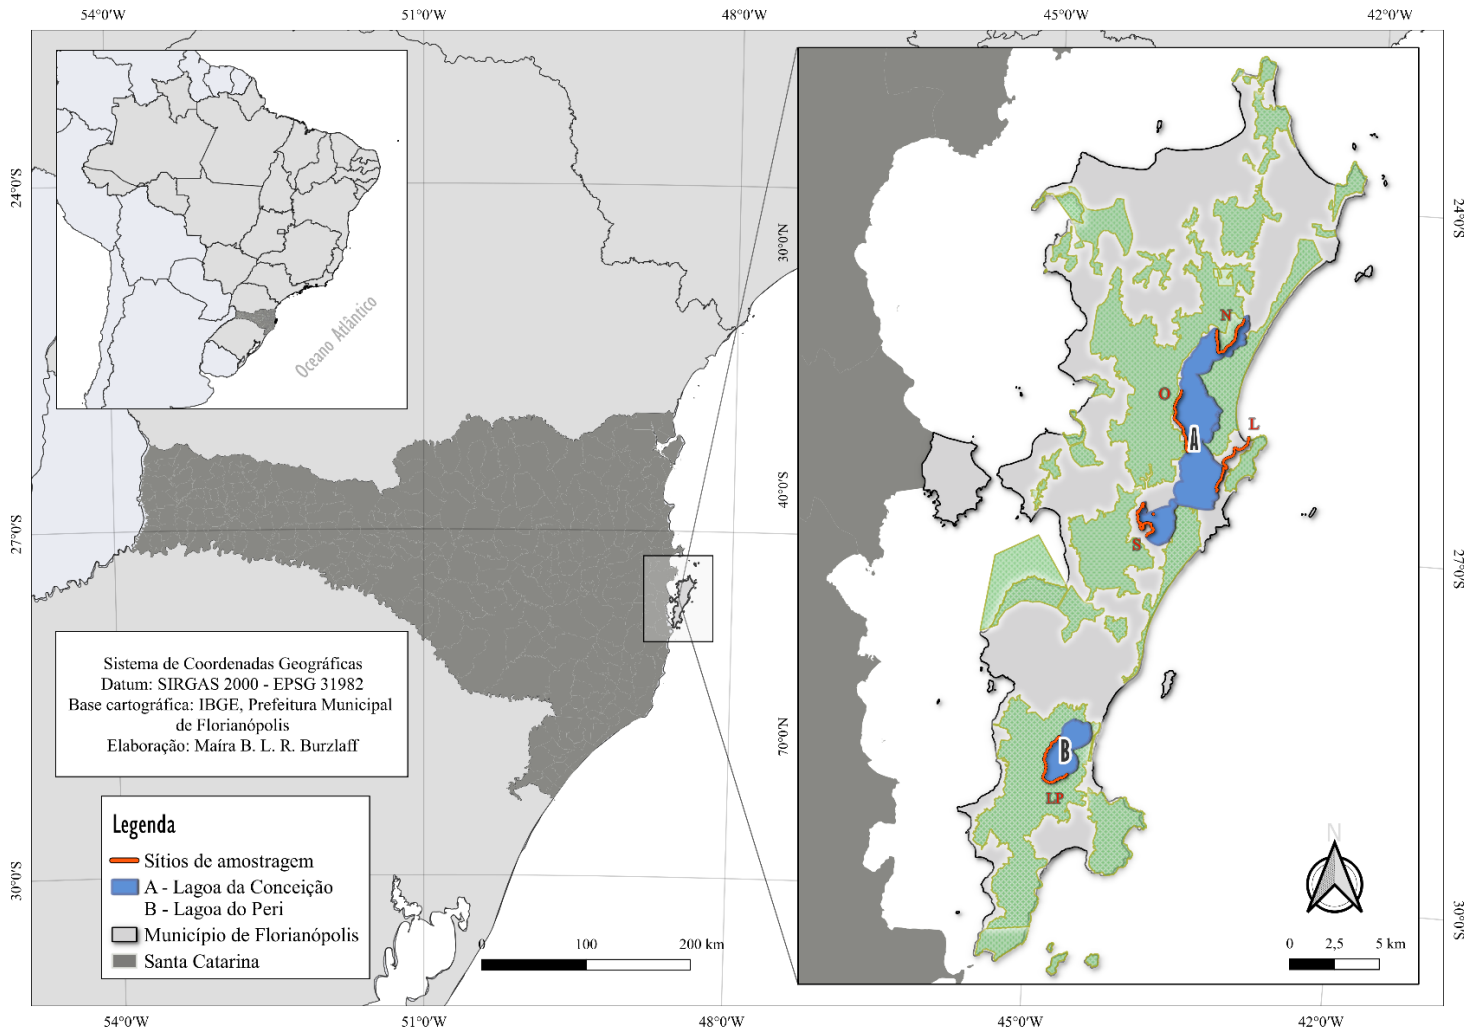 54°0'W
51°0'W
48°0'W
45°0'W
42°0'W
24°0'S
27°0'S
30°0'S
Oceano Atlântico
30°0'N
40°0'S
70°0'N
N
O
A
L
S
B
LP
24°0'S
27°0'S
30°0'S
Sistema de Coordenadas Geográficas
Datum: SIRGAS 2000 - EPSG 31982
Base cartográfica: IBGE, Prefeitura Municipal
de Florianópolis
Elaboração: Maíra B. L. R. Burzlaff
Legenda
Sítios de amostragem
A - Lagoa da Conceição
B - Lagoa do Peri
Município de Florianópolis
Santa Catarina
0 100 200 km
N
0 2,5 5 km
54°0'W
51°0'W
48°0'W
45°0'W
42°0'W